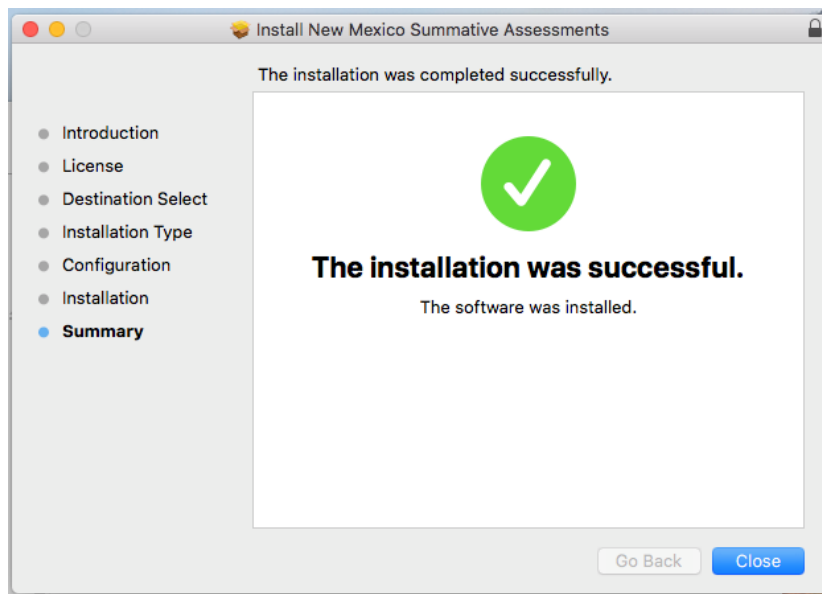 Install New Mexico Summative Assessments
The installation was completed successfully.
Introduction
License
Destination Select
Installation Type
Configuration
Installation
Summary
The installation was successful.
The software was installed.
Go Back
Close